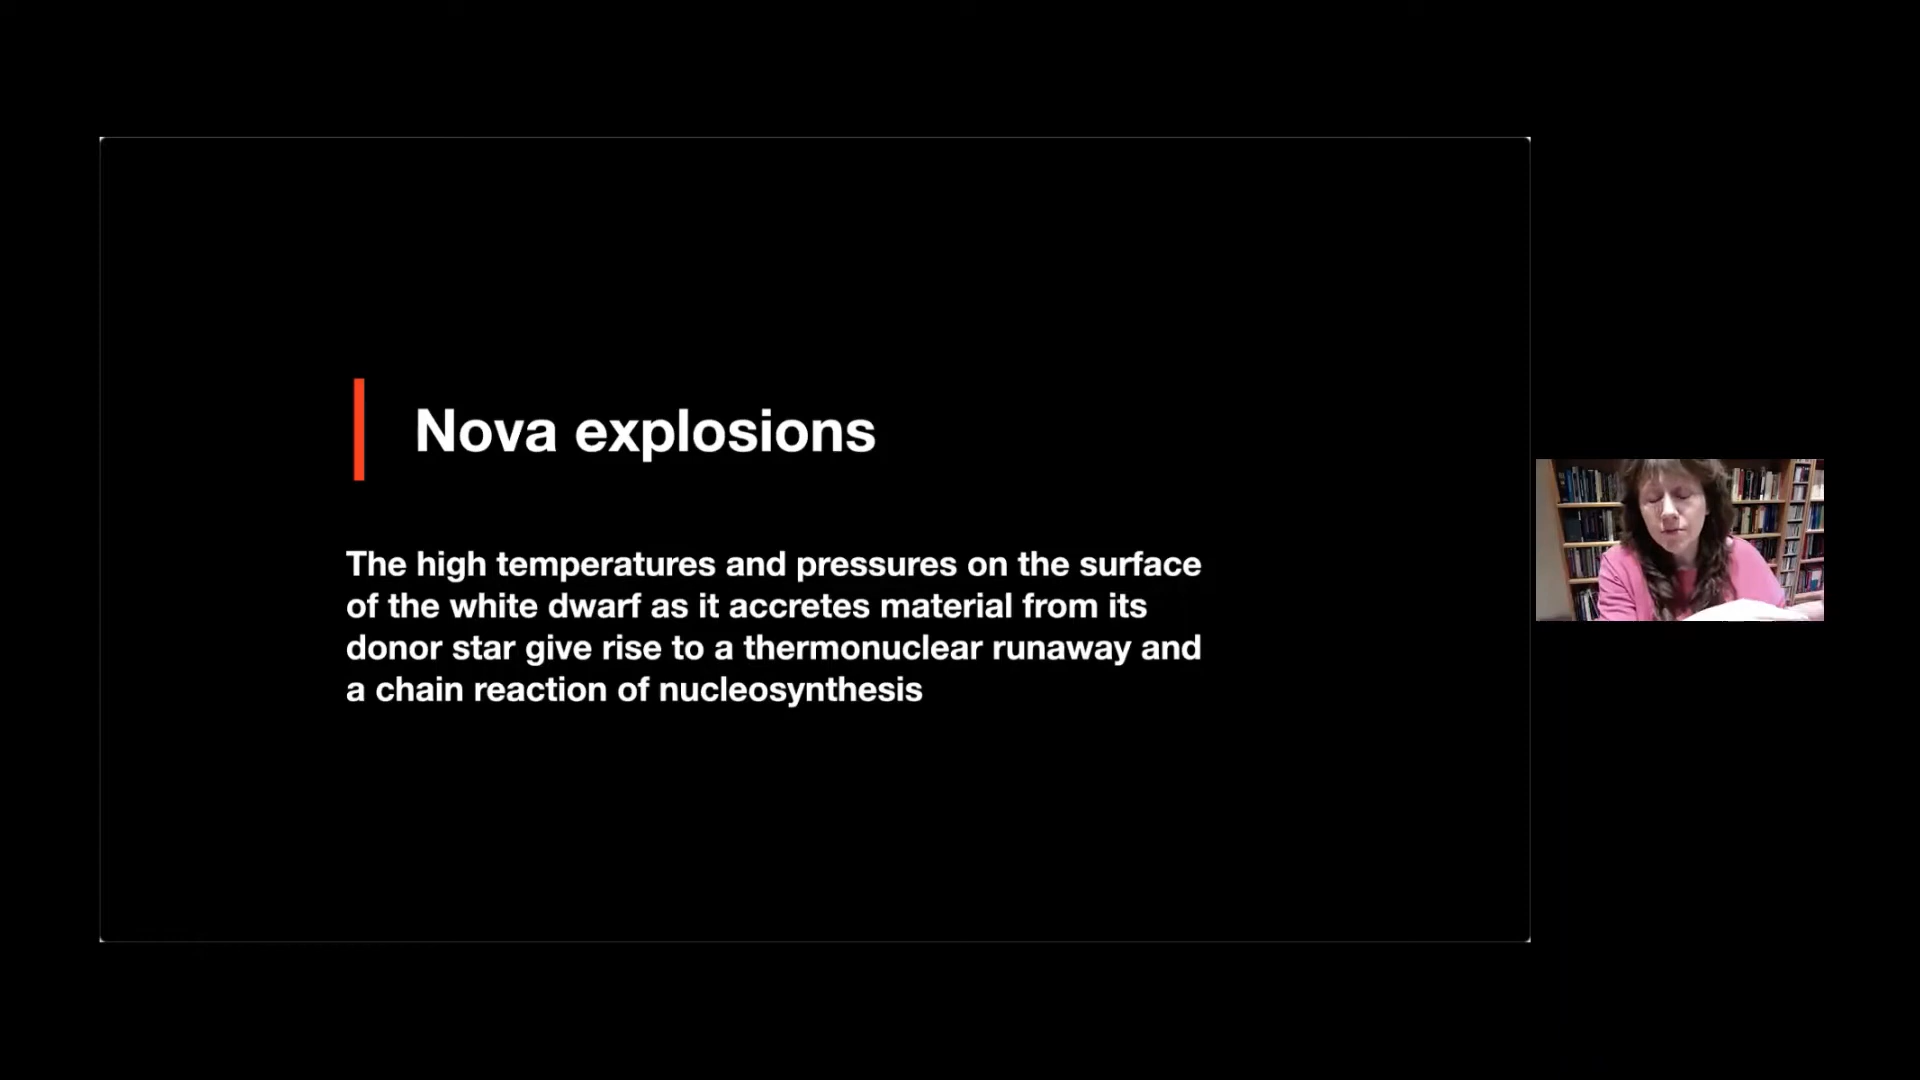 Nova explosions
The high temperatures and pressures on the surface
of the white dwarf as it accretes material from its
donor star give rise to a thermonuclear runaway and
a chain reaction of nucleosynthesis